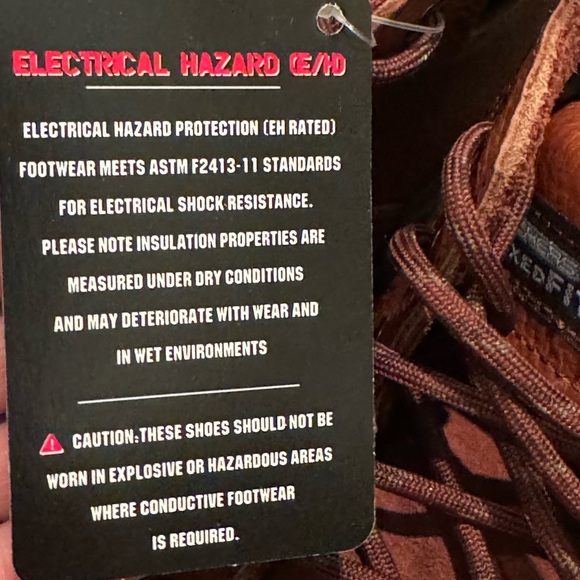 ELECTRICAL HAZARD (E/H)
ELECTRICAL HAZARD PROTECTION (EH RATED)
FOOTWEAR MEETS ASTM F2413-11 STANDARDS
FOR ELECTRICAL SHOCK RESISTANCE.
PLEASE NOTE INSULATION PROPERTIES ARE
MEASURED UNDER DRY CONDITIONS
AND MAY DETERIORATE WITH WEAR AND
IN WET ENVIRONMENTS
CAUTION:THESE SHOES SHOULD NOT BE
WORN IN EXPLOSIVE OR HAZARDOUS AREAS
WHERE CONDUCTIVE FOOTWEAR
IS REQUIRED.